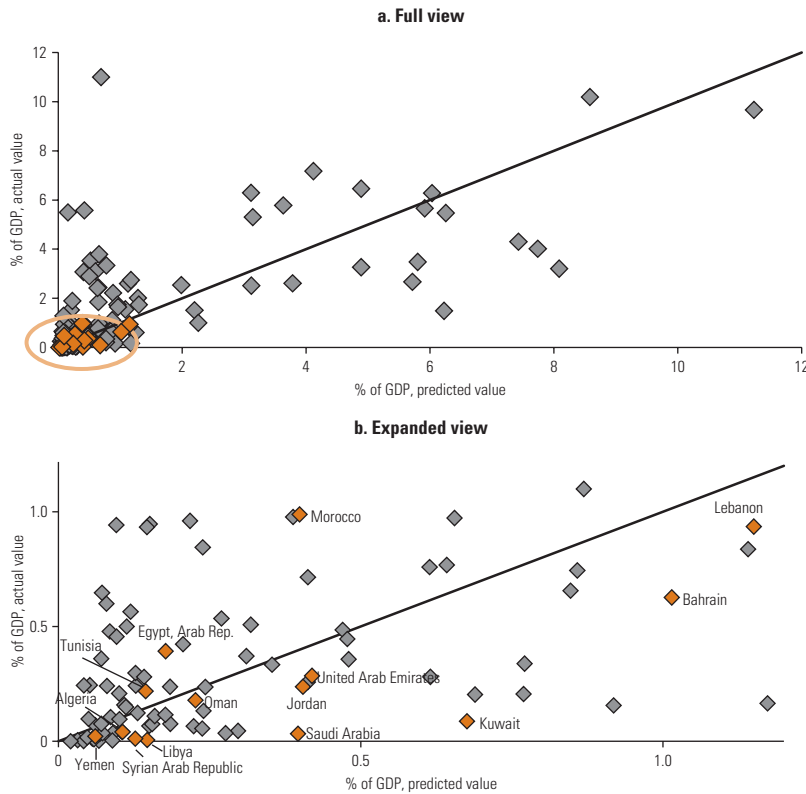 a. Full view
12
10
8
6
4
2
0
% of GDP, actual value
2
4
6
8
10
12
% of GDP, predicted value
b. Expanded view
1.0
0.5
0
% of GDP, actual value
Morocco
Lebanon
Bahrain
Egypt, Arab Rep.
Tunisia
United Arab Emirates
Algeria
Oman
Jordan
Kuwait
Saudi Arabia
Libya
Yemen
Syrian Arab Republic
0
0.5
1.0
% of GDP, predicted value